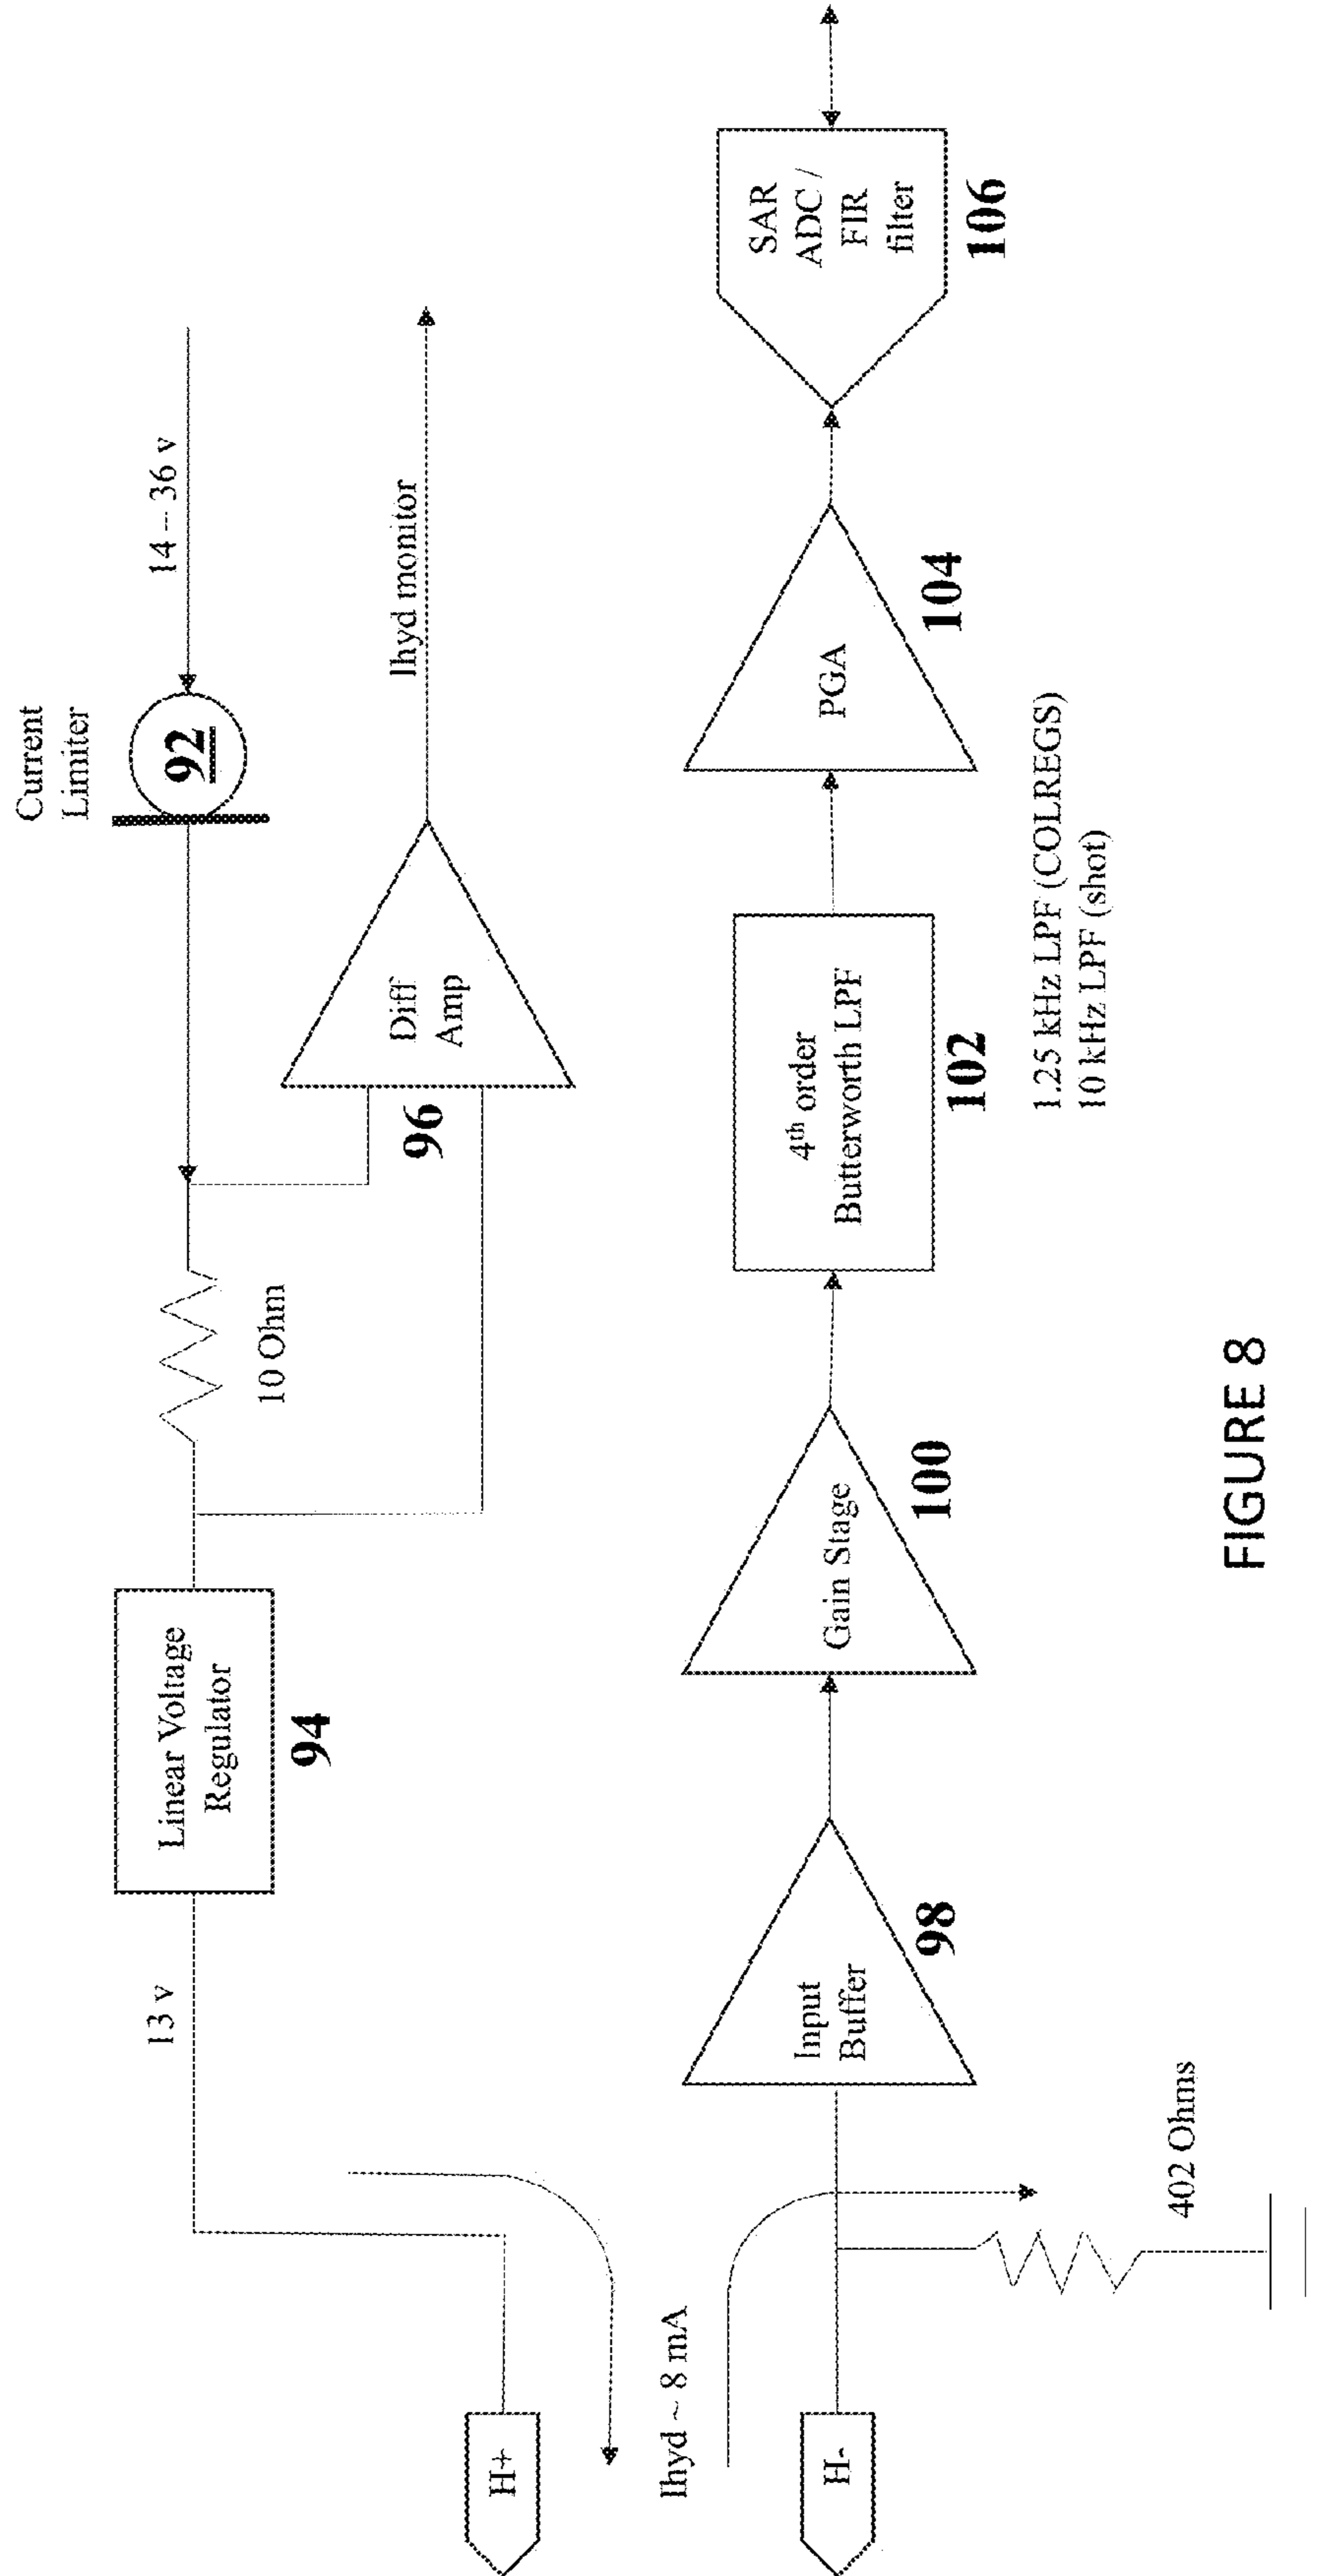 Current
Limiter
92
14 – 36 v
10 Ohm
Linear Voltage
Regulator
94
13 v
Diff
Amp
96
Ihyd monitor
H+
Ihyd ~ 8 mA
H-
402 Ohms
Input
Buffer
98
Gain Stage
100
4th order
Butterworth LPF
102
1.25 kHz LPF (COLREGS)
10 kHz LPF (shot)
PGA
104
SAR
ADC /
FIR
filter
106
FIGURE 8